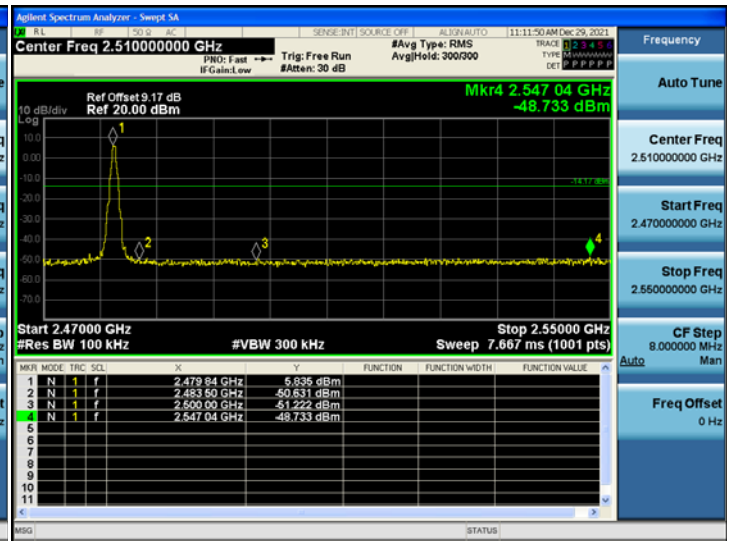 Agilent Spectrum Analyzer - Swept SA
RL RF 50 Ω AC SENSE:INT SOURCE OFF ALIGNAUTO 11:11:50 AM Dec 29, 2021
Center Freq 2.510000000 GHz
#Avg Type: RMS
TRACE 1 2 3 4 5 6
PNO: Fast
Trig: Free Run
Avg|Hold: 300/300
TYPE M
IFGain:Low
#Atten: 30 dB
DET P P P P P P
Ref Offset 9.17 dB
Mkr4 2.547 04 GHz
10 dB/div
Ref 20.00 dBm
-48.733 dBm
Log
10.0
0.00
-10.0
-14.17 dBm
-20.0
-30.0
-40.0
-50.0
-60.0
-70.0
1
2
3
4
Start 2.47000 GHz
Stop 2.55000 GHz
#Res BW 100 kHz
#VBW 300 kHz
Sweep 7.667 ms (1001 pts)
MKR MODE TRC SCL X Y FUNCTION FUNCTION WIDTH FUNCTION VALUE
1 N 1 f 2.479 84 GHz 5.835 dBm
2 N 1 f 2.483 50 GHz -50.631 dBm
3 N 1 f 2.500 00 GHz -51.222 dBm
4 N 1 f 2.547 04 GHz -48.733 dBm
5
6
7
8
9
10
11
MSG
STATUS
Frequency
Auto Tune
Center Freq
2.510000000 GHz
Start Freq
2.470000000 GHz
Stop Freq
2.550000000 GHz
CF Step
8.000000 MHz
Auto Man
Freq Offset
0 Hz